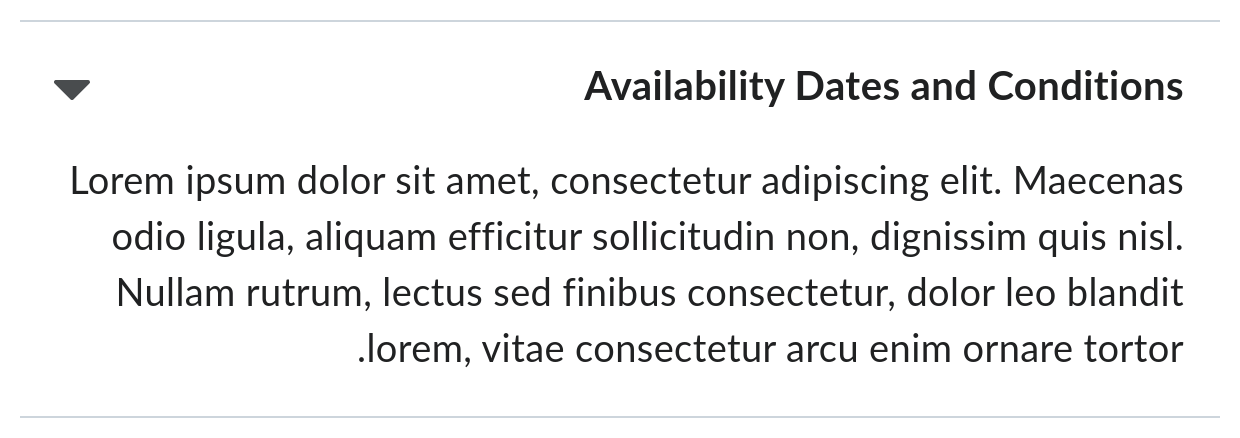 Availability Dates and Conditions
Lorem ipsum dolor sit amet, consectetur adipiscing elit. Maecenas
odio ligula, aliquam efficitur sollicitudin non, dignissim quis nisl.
Nullam rutrum, lectus sed finibus consectetur, dolor leo blandit
.lorem, vitae consectetur arcu enim ornare tortor